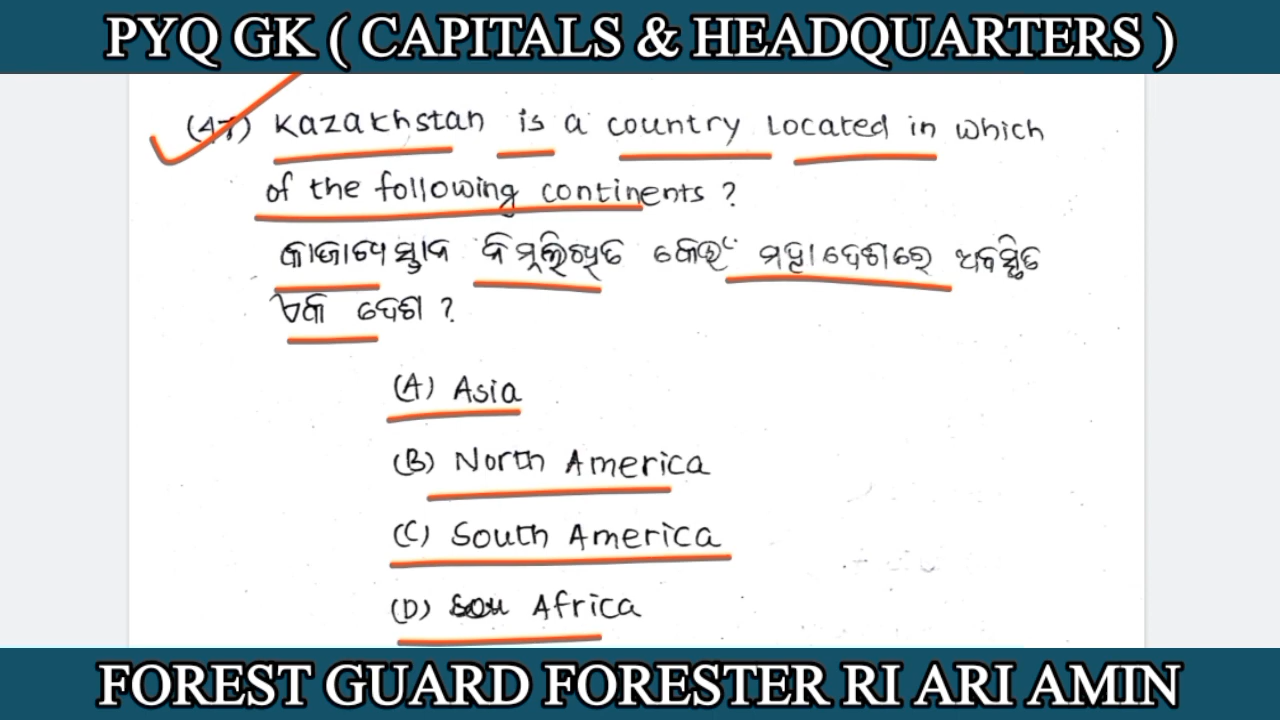 PYQ GK ( CAPITALS & HEADQUARTERS )
(47) Kazakhstan is a country located in which
of the following continents ?
କାଜାଖସ୍ତାନ ନିମ୍ନଲିଖିତ କେଉଁ ମହାଦେଶରେ ଅବସ୍ଥିତ
ଏକ ଦେଶ ?
(A) Asia
(B) North America
(C) South America
(D) Africa
FOREST GUARD FORESTER RI ARI AMIN